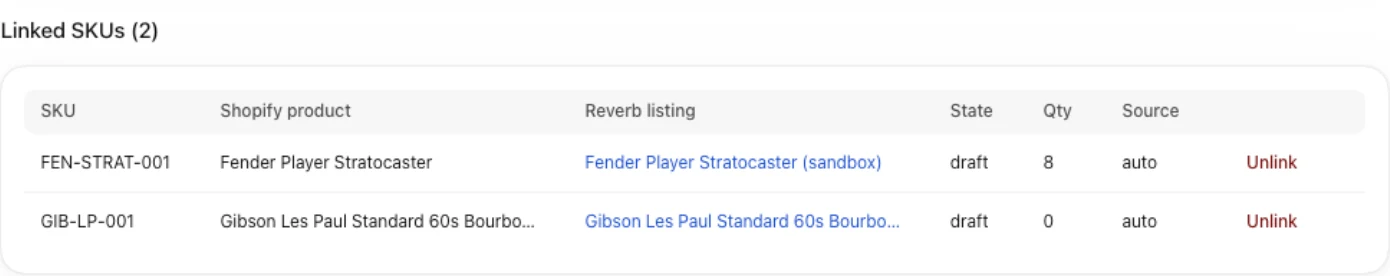 Linked SKUs (2)
SKU Shopify product Reverb listing State Qty Source
FEN-STRAT-001 Fender Player Stratocaster Fender Player Stratocaster (sandbox) draft 8 auto Unlink
GIB-LP-001 Gibson Les Paul Standard 60s Bourbo... Gibson Les Paul Standard 60s Bourbo... draft 0 auto Unlink